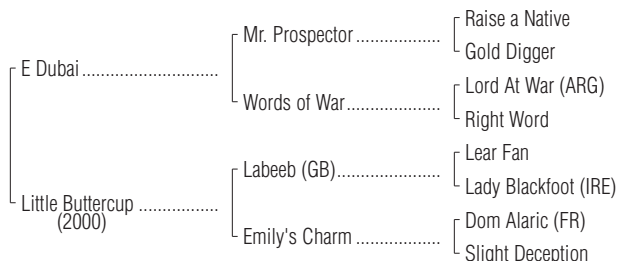 Raise a Native
Mr. Prospector ...................
Gold Digger
E Dubai ..............................
Lord At War (ARG)
Words of War.....................
Right Word
Lear Fan
Labeeb (GB).......................
Lady Blackfoot (IRE)
Little Buttercup .................
(2000)
Dom Alaric (FR)
Emily's Charm ..................
Slight Deception